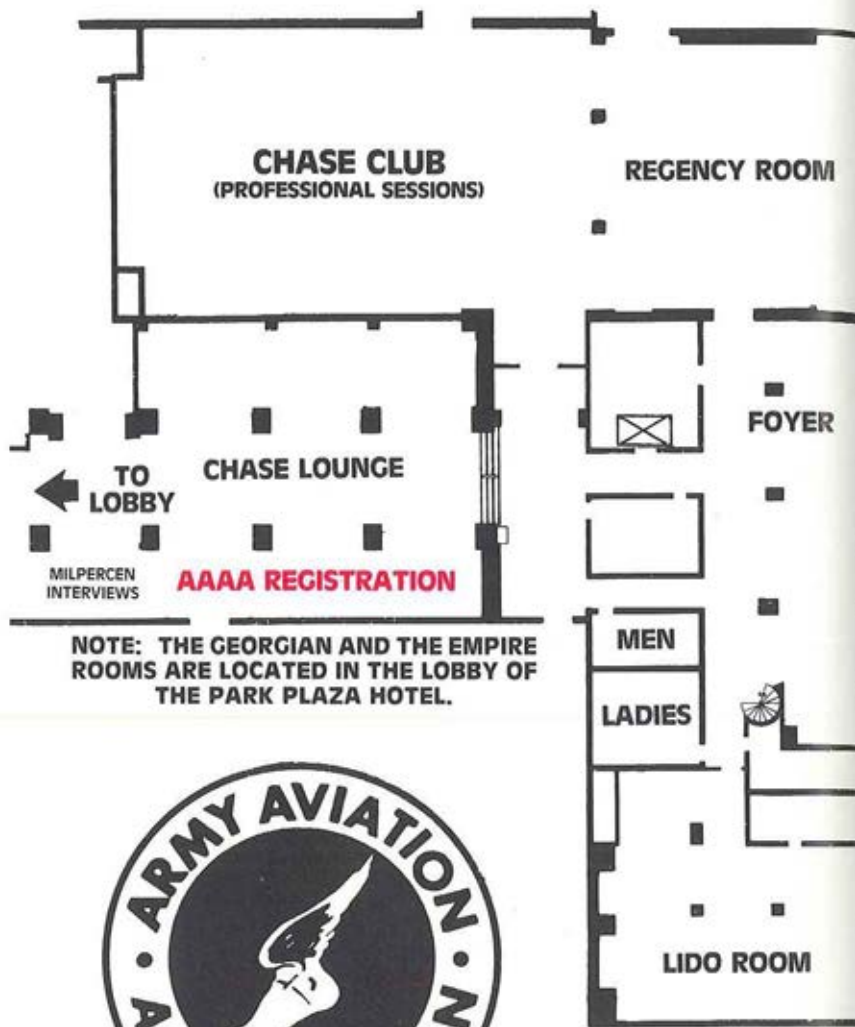 CHASE CLUB
(PROFESSIONAL SESSIONS)
REGENCY ROOM
FOYER
TO
LOBBY
CHASE LOUNGE
MILPERCEN
INTERVIEWS
AAAA REGISTRATION
NOTE: THE GEORGIAN AND THE EMPIRE
ROOMS ARE LOCATED IN THE LOBBY OF
THE PARK PLAZA HOTEL.
MEN
LADIES
LIDO ROOM
A • ARMY AVIATION • N